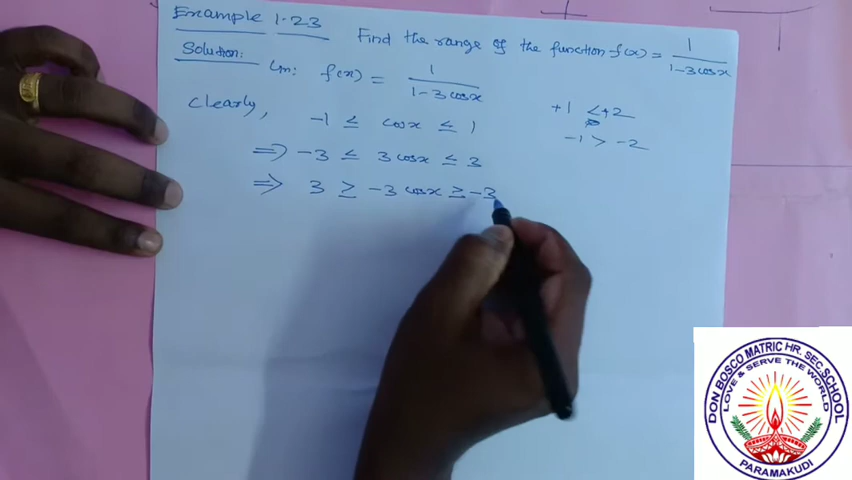 Example 1.23 Find the range of the function f(x) = 1/(1-3cosx)
Solution:
Let: f(x) = 1/(1-3cosx)
Clearly,
-1 ≤ cosx ≤ 1
⇒ -3 ≤ 3cosx ≤ 3
⇒ 3 ≥ -3cosx ≥ -3
+1 < +2
-1 > -2
DON BOSCO MATRIC HR. SEC. SCHOOL
LOVE & SERVE THE WORLD
PARAMAKUDI